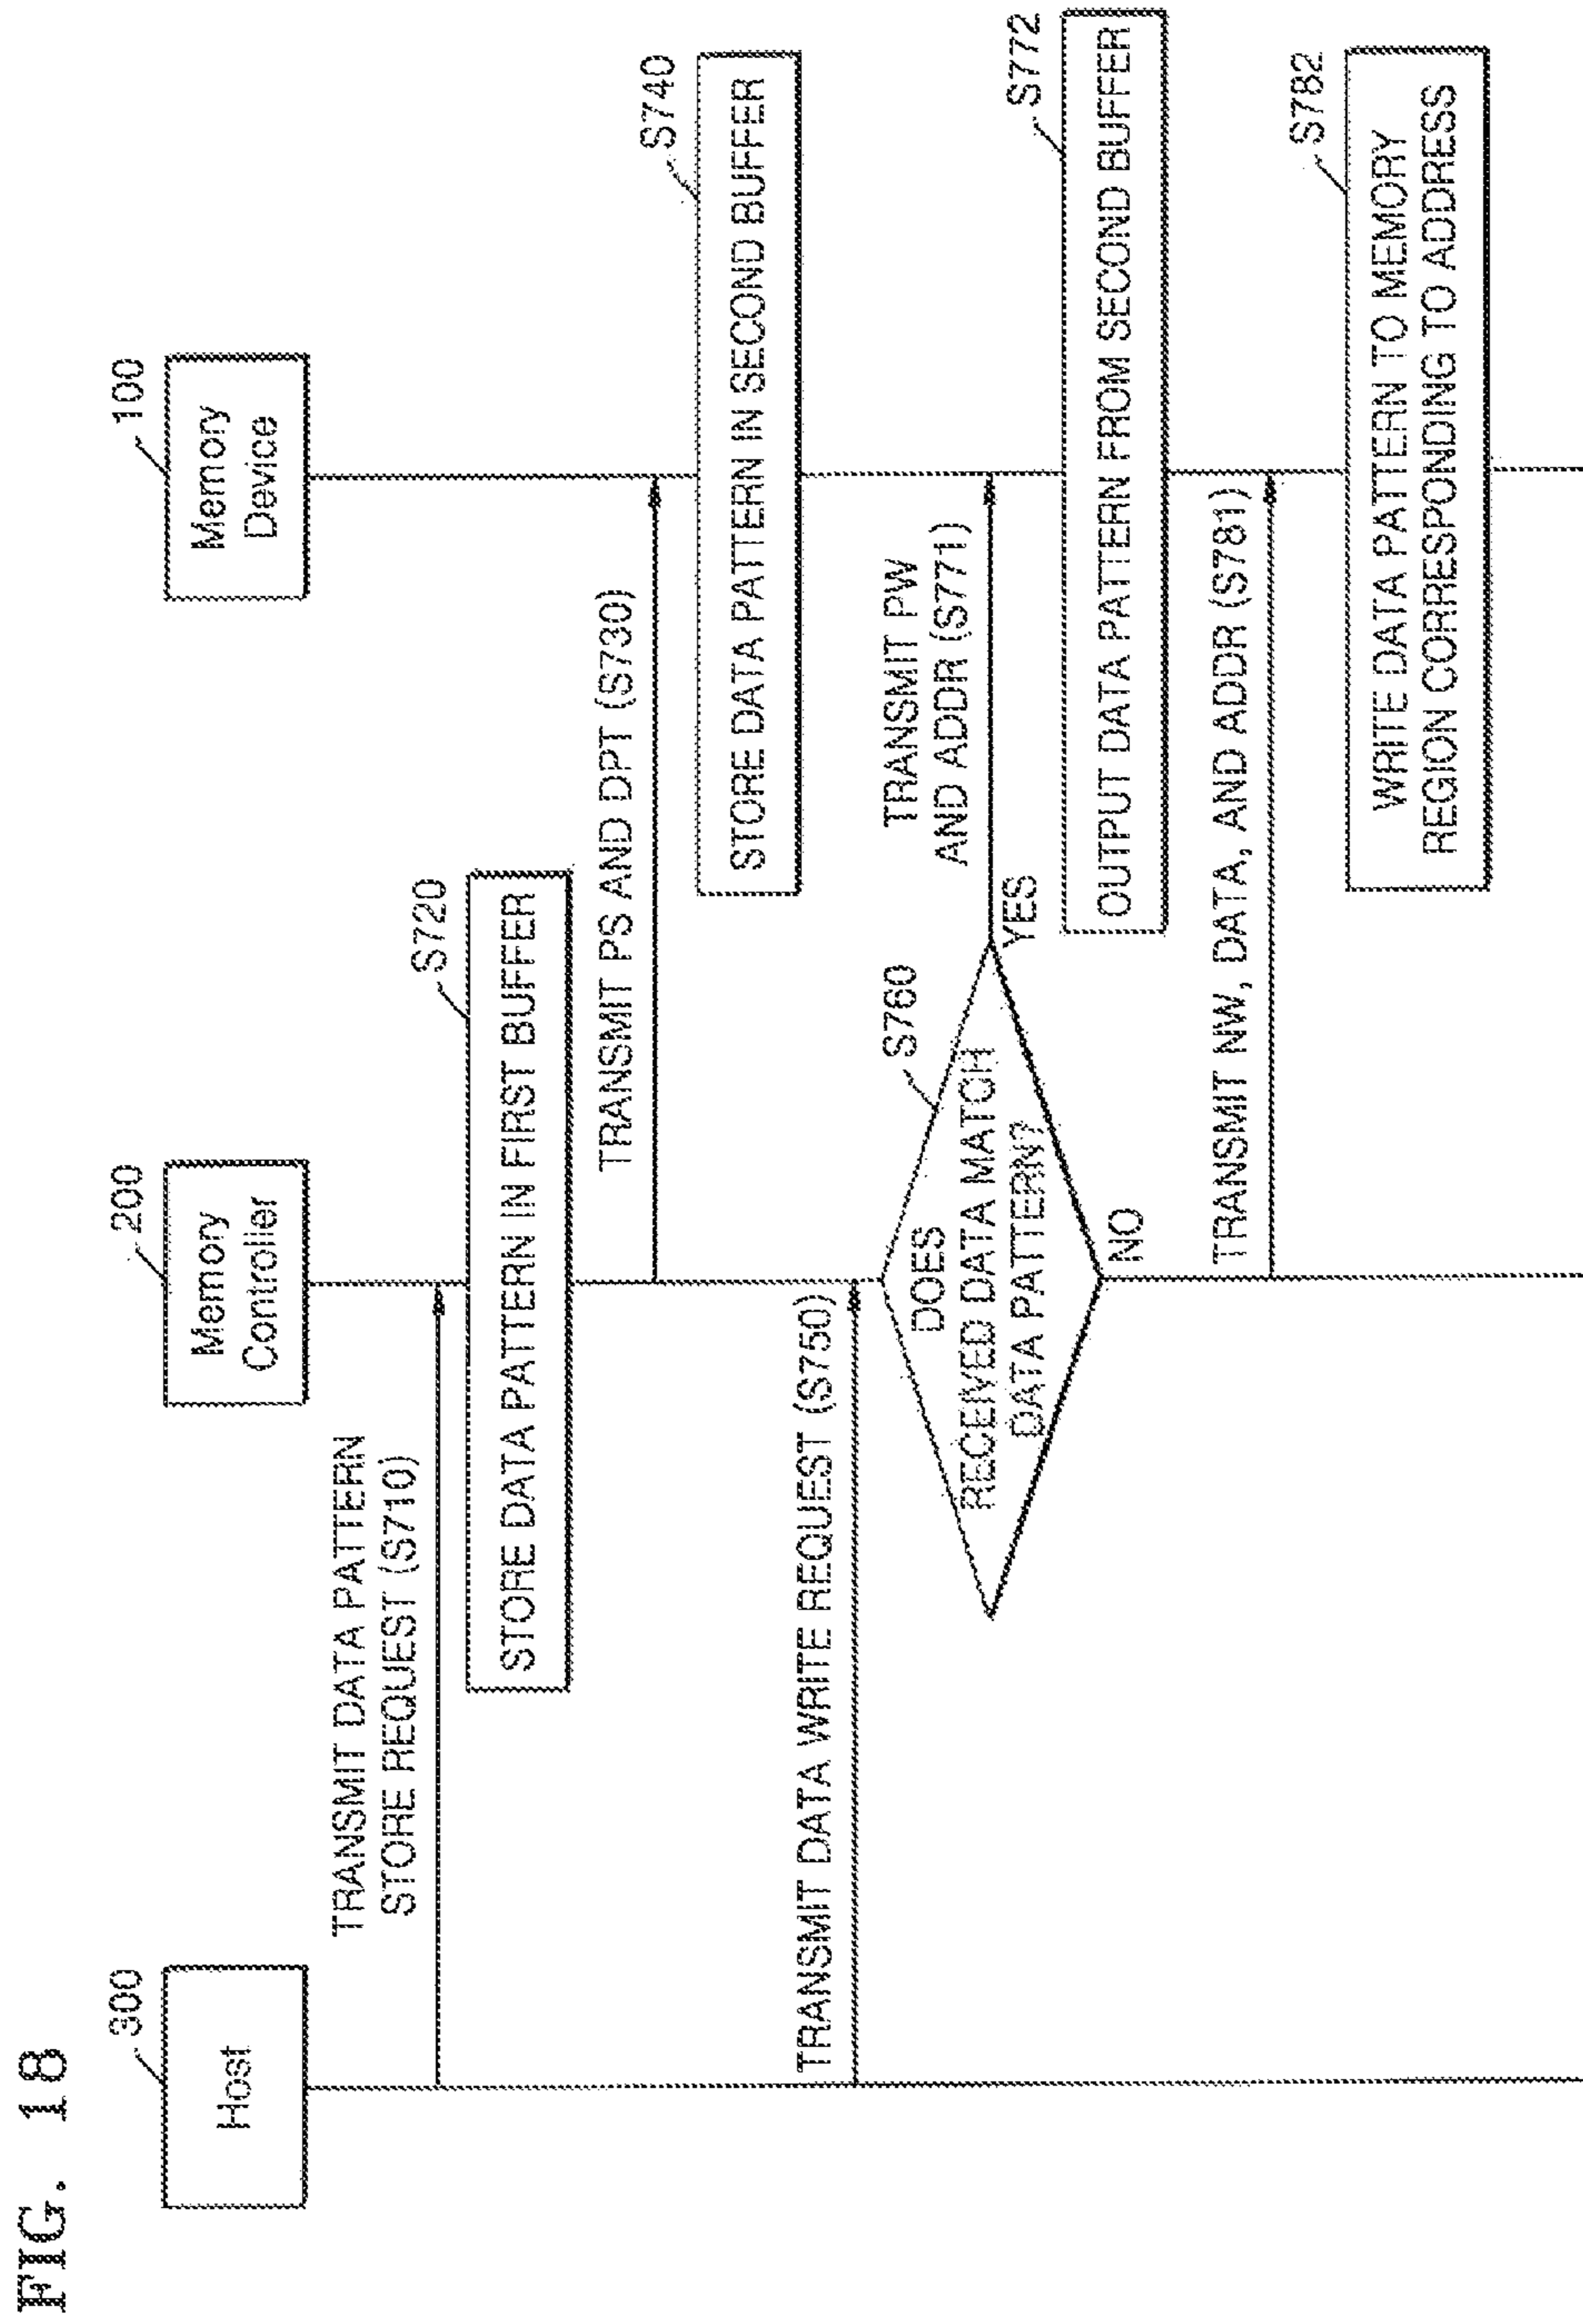 FIG. 18
300
Host
200
Memory
Controller
100
Memory
Device
TRANSMIT DATA PATTERN
STORE REQUEST (S710)
S720
STORE DATA PATTERN IN FIRST BUFFER
TRANSMIT PS AND DPT (S730)
S740
STORE DATA PATTERN IN SECOND BUFFER
TRANSMIT DATA WRITE REQUEST (S750)
S760
DOES
RECEIVED DATA MATCH
DATA PATTERN?
YES
NO
TRANSMIT PW
AND ADDR (S771)
S772
OUTPUT DATA PATTERN FROM SECOND BUFFER
TRANSMIT NW, DATA, AND ADDR (S781)
S782
WRITE DATA PATTERN TO MEMORY
REGION CORRESPONDING TO ADDRESS